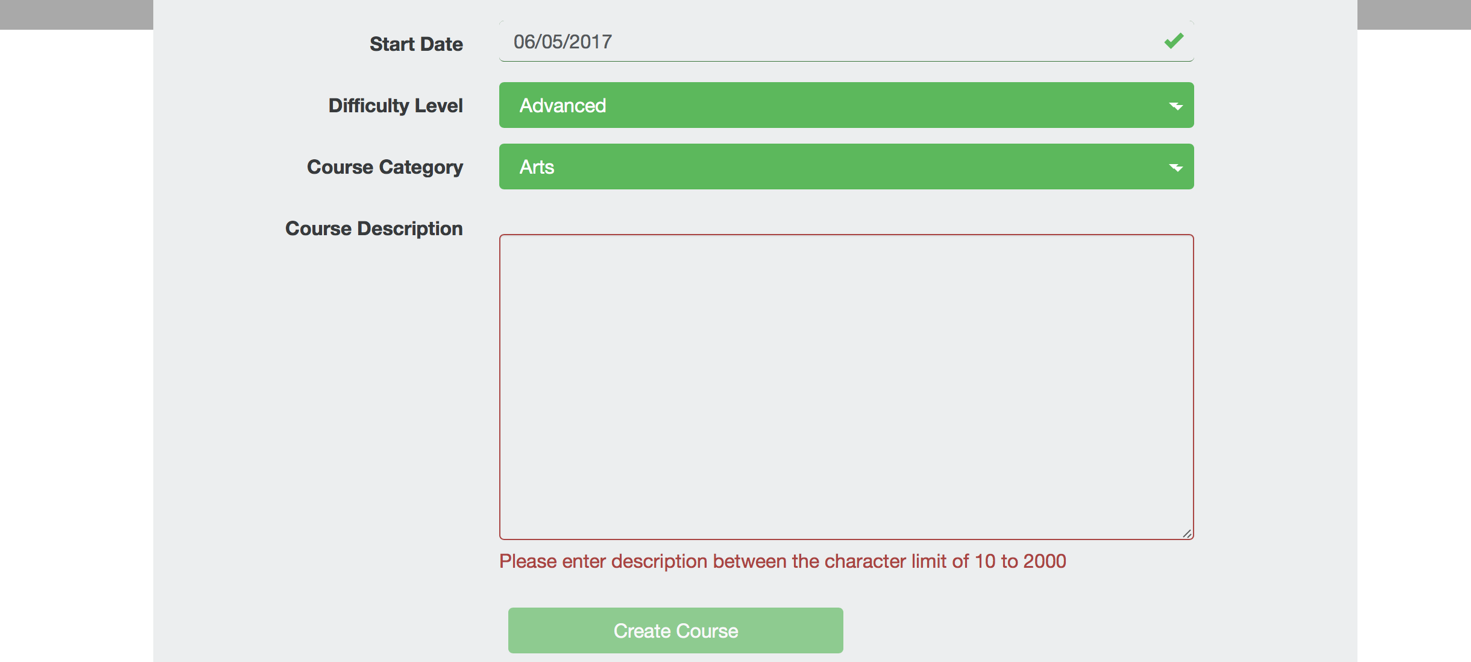 Start Date 06/05/2017
Difficulty Level Advanced
Course Category Arts
Course Description
Please enter description between the character limit of 10 to 2000
Create Course